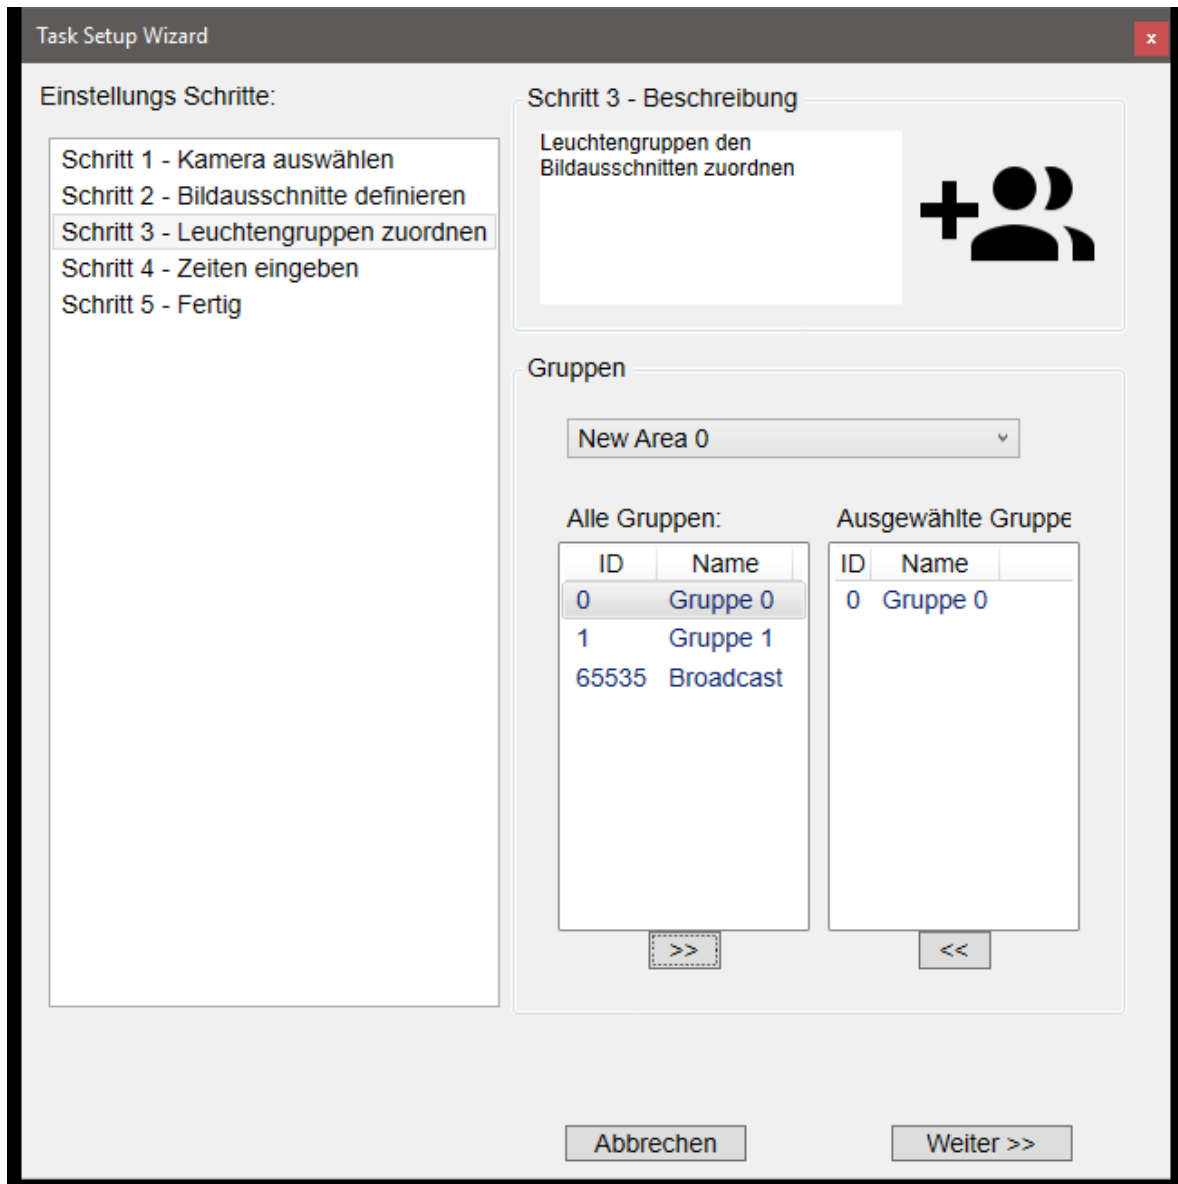 Task Setup Wizard
x
Einstellungs Schritte:
Schritt 1 - Kamera auswählen
Schritt 2 - Bildausschnitte definieren
Schritt 3 - Leuchtengruppen zuordnen
Schritt 4 - Zeiten eingeben
Schritt 5 - Fertig
Schritt 3 - Beschreibung
Leuchtengruppen den
Bildausschnitten zuordnen
Gruppen
New Area 0
Alle Gruppen:
ID Name
0 Gruppe 0
1 Gruppe 1
65535 Broadcast
>>
Ausgewählte Gruppe
ID Name
0 Gruppe 0
<<
Abbrechen
Weiter >>